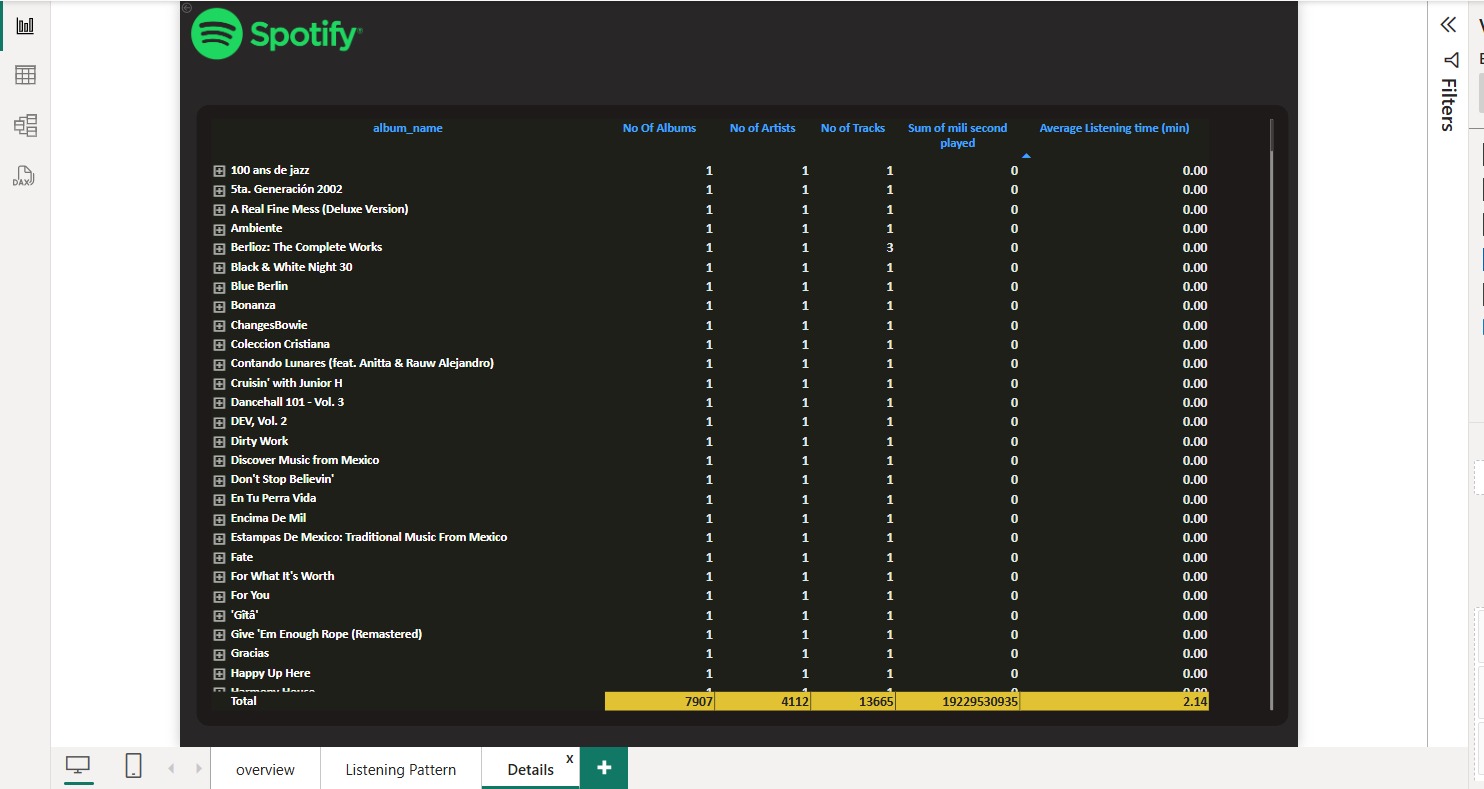 Spotify®
album_name No Of Albums No of Artists No of Tracks Sum of mili second Average Listening time (min)
played
100 ans de jazz 1 1 1 0 0.00
5ta. Generación 2002 1 1 1 0 0.00
A Real Fine Mess (Deluxe Version) 1 1 1 0 0.00
Ambiente 1 1 1 0 0.00
Berlioz: The Complete Works 1 1 3 0 0.00
Black & White Night 30 1 1 1 0 0.00
Blue Berlin 1 1 1 0 0.00
Bonanza 1 1 1 0 0.00
ChangesBowie 1 1 1 0 0.00
Coleccion Cristiana 1 1 1 0 0.00
Contando Lunares (feat. Anitta & Rauw Alejandro) 1 1 1 0 0.00
Cruisin' with Junior H 1 1 1 0 0.00
Dancehall 101 - Vol. 3 1 1 1 0 0.00
DEV, Vol. 2 1 1 1 0 0.00
Dirty Work 1 1 1 0 0.00
Discover Music from Mexico 1 1 1 0 0.00
Don't Stop Believin' 1 1 1 0 0.00
En Tu Perra Vida 1 1 1 0 0.00
Encima De Mil 1 1 1 0 0.00
Estampas De Mexico: Traditional Music From Mexico 1 1 1 0 0.00
Fate 1 1 1 0 0.00
For What It's Worth 1 1 1 0 0.00
For You 1 1 1 0 0.00
'Gîtâ' 1 1 1 0 0.00
Give 'Em Enough Rope (Remastered) 1 1 1 0 0.00
Gracias 1 1 1 0 0.00
Happy Up Here 1 1 1 0 0.00
Total 7907 4112 13665 19229530935 2.14
Filters
DAX
overview Listening Pattern Details x +